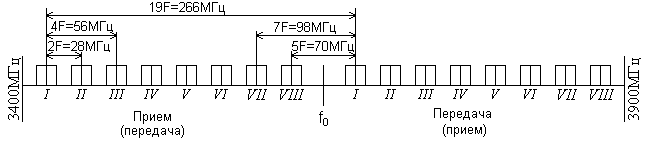 19F=266МГц
4F=56МГц
7F=98МГц
2F=28МГц
5F=70МГц
3400МГц
I II III IV V VI VII VIII f₀ I II III IV V VI VII VIII
3900МГц
Прием
(передача)
Передача
(прием)